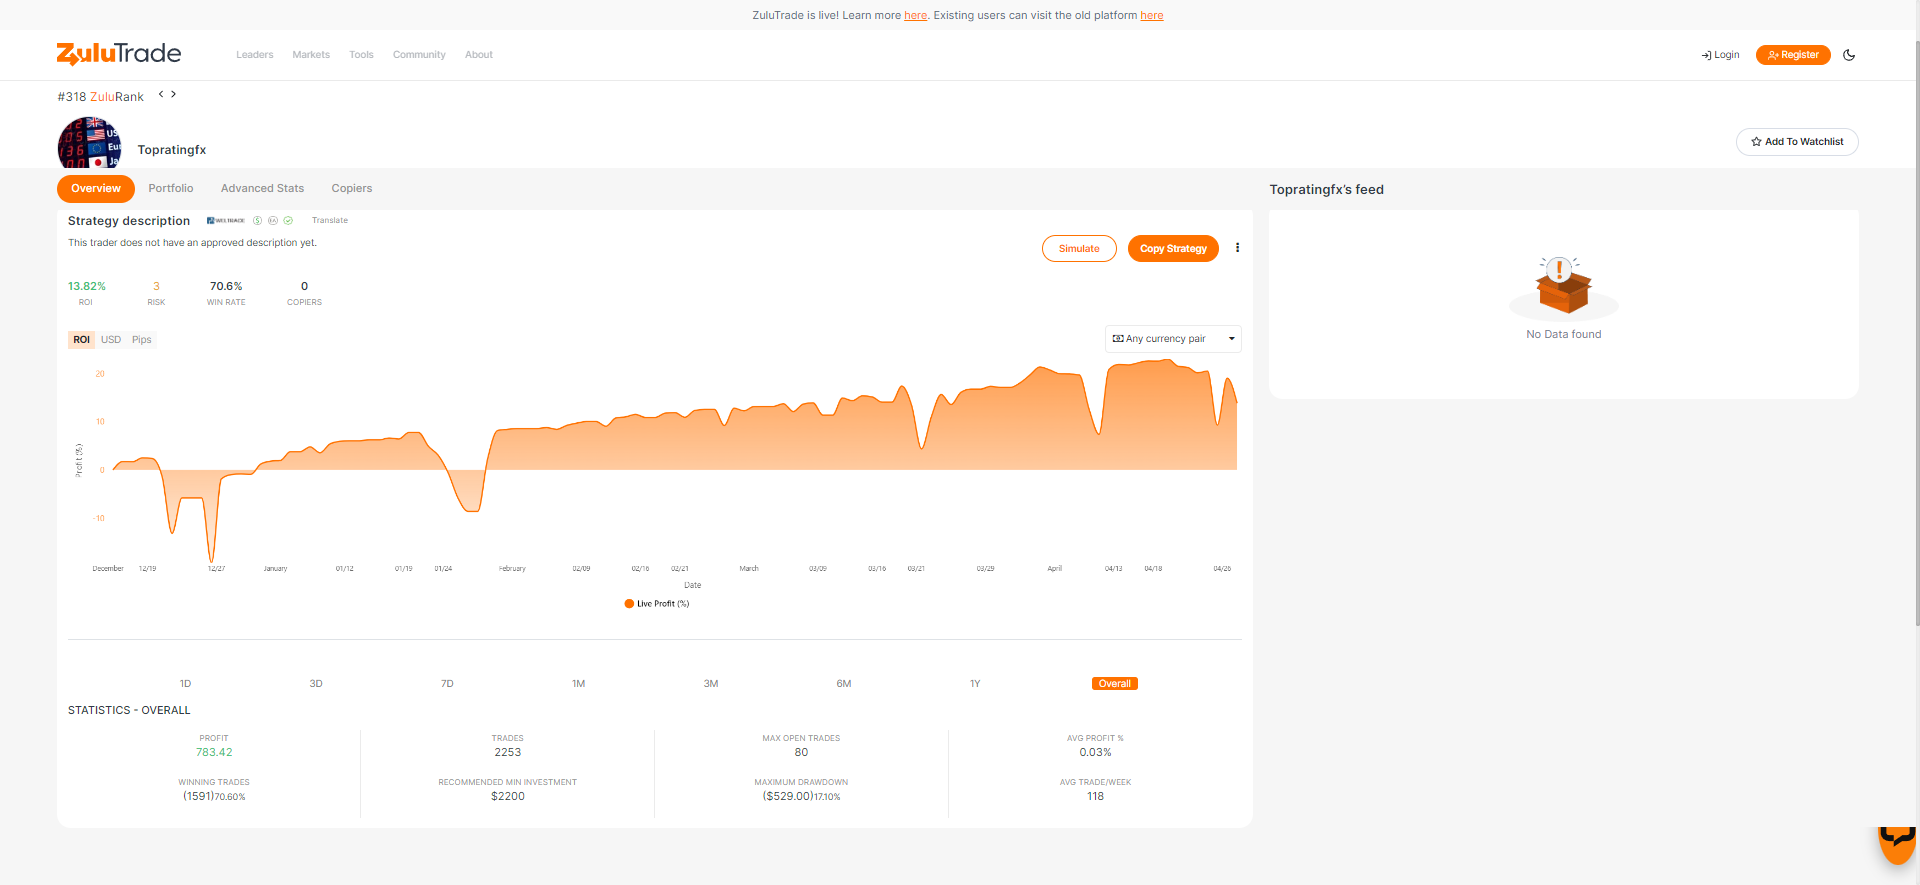 ZuluTrade is live! Learn more here. Existing users can visit the old platform here
ZuluTrade
Leaders
Markets
Tools
Community
About
Login
Register
#318 ZuluRank
Topratingfx
Add To Watchlist
Overview
Portfolio
Advanced Stats
Copiers
Topratingfx's feed
Strategy description
Translate
This trader does not have an approved description yet.
Simulate
Copy Strategy
13.82%
ROI
3
RISK
70.6%
WIN RATE
0
COPIERS
No Data found
ROI
USD
Pips
Any currency pair
20
10
0
-10
Profit (%)
December
12/19
12/27
January
01/12
01/19
01/24
February
02/09
02/16
02/21
March
03/09
03/16
03/21
03/29
April
04/13
04/18
04/26
Date
Live Profit (%)
1D
3D
7D
1M
3M
6M
1Y
Overall
STATISTICS - OVERALL
PROFIT
783.42
TRADES
2253
MAX OPEN TRADES
80
AVG PROFIT %
0.03%
WINNING TRADES
(1591)70.60%
RECOMMENDED MIN INVESTMENT
$2200
MAXIMUM DRAWDOWN
($529.00)17.10%
AVG TRADE/WEEK
118